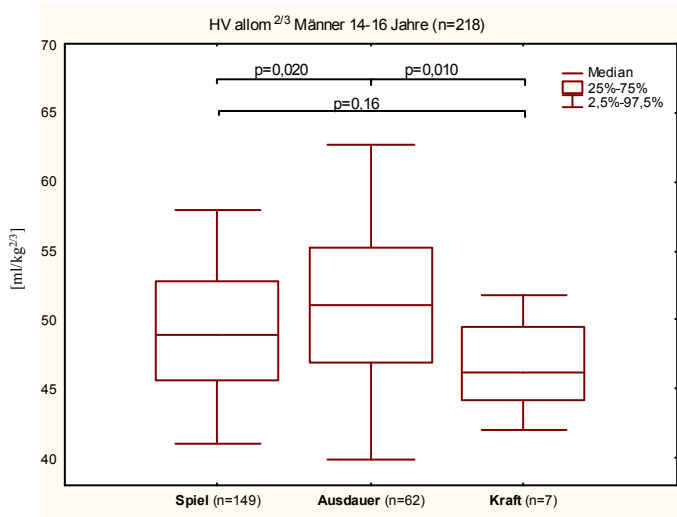 HV allom 2/3 Männer 14-16 Jahre (n=218)
70
65
60
55
50
45
40
[ml/kg2/3]
p=0,020
p=0,010
p=0,16
Median
25%-75%
2,5%-97,5%
Spiel (n=149)
Ausdauer (n=62)
Kraft (n=7)